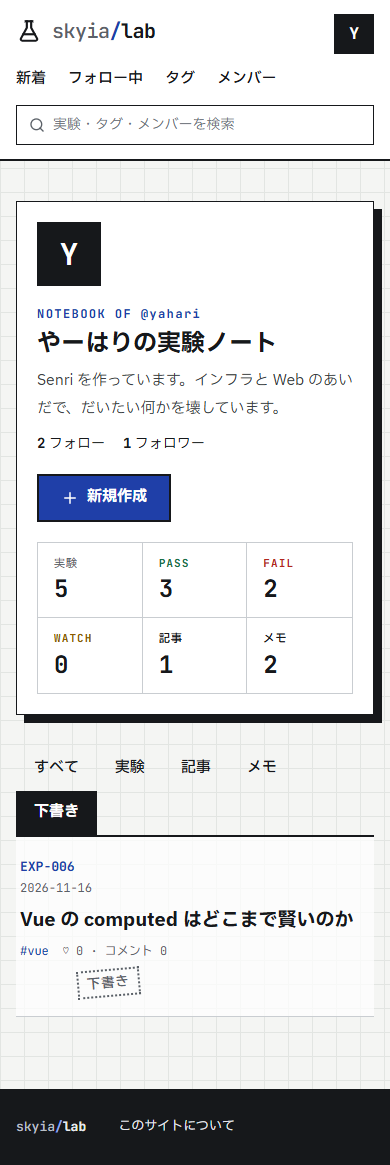 skyia/lab
Y
新着 フォロー中 タグ メンバー
実験・タグ・メンバーを検索
Y
NOTEBOOK OF @yahari
やーはりの実験ノート
Senri を作っています。インフラと Web のあい
だで、だいたい何かを壊しています。
2 フォロー 1 フォロワー
+ 新規作成
実験 PASS FAIL
5 3 2
WATCH 記事 メモ
0 1 2
すべて 実験 記事 メモ
下書き
EXP-006
2026-11-16
Vue の computed はどこまで賢いのか
#vue ♡ 0 · コメント 0
下書き
skyia/lab このサイトについて